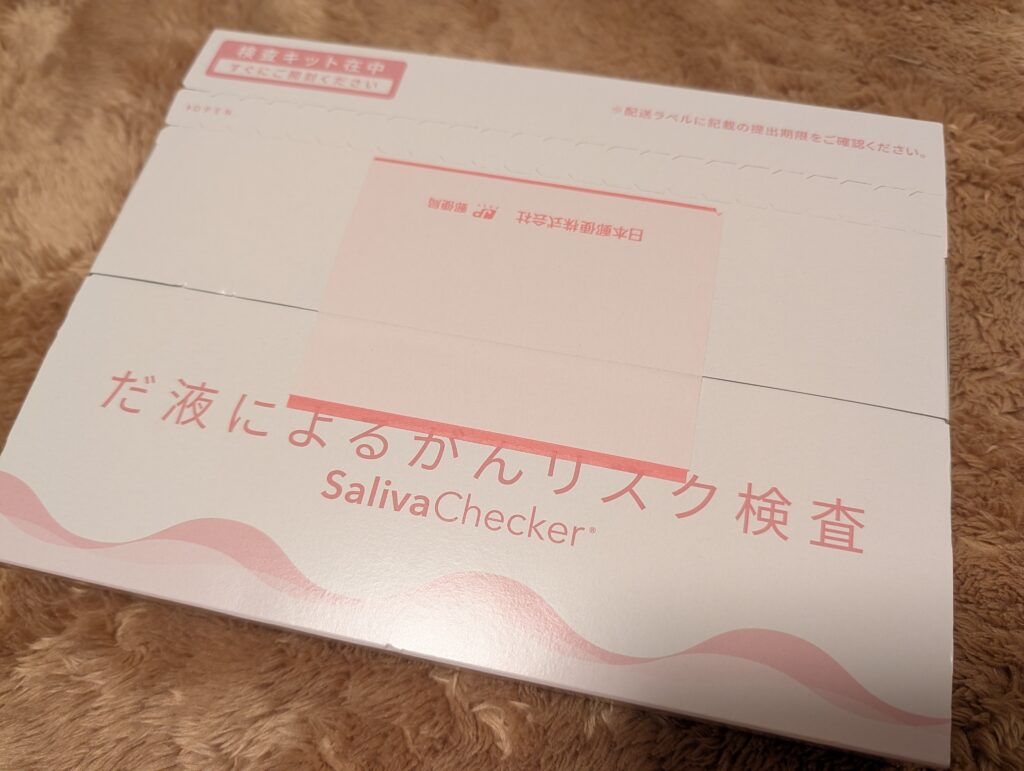 検査キット在中
すぐにご開封ください
OPEN
※配送ラベルに記載の提出期限をご確認ください。
日本郵便株式会社 JP 郵便局
だ液によるがんリスク検査
SalivaChecker®